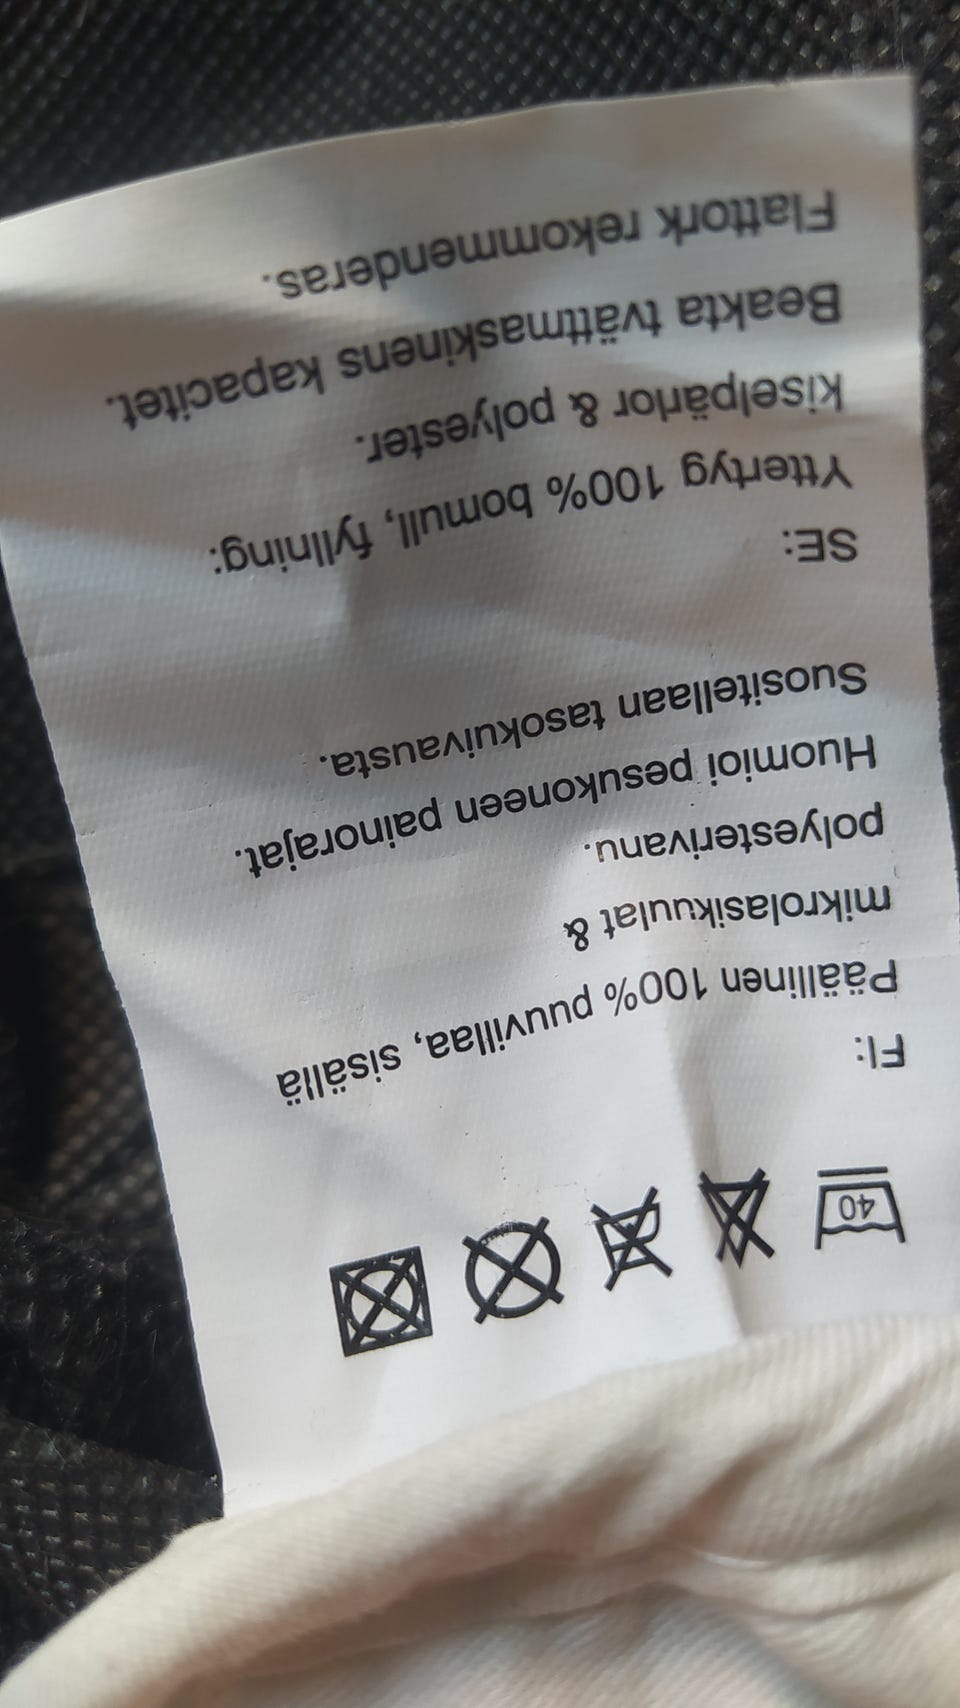 40
FI:
Päällinen 100% puuvillaa, sisällä
mikrolasikuulat &
polyesterivanu.
Huomioi pesukoneen painorajat.
Suositellaan tasokuivausta.
SE:
Yttertyg 100% bomull, fyllning:
kiselpärlor & polyester.
Beakta tvättmaskinens kapacitet.
Flattork rekommenderas.